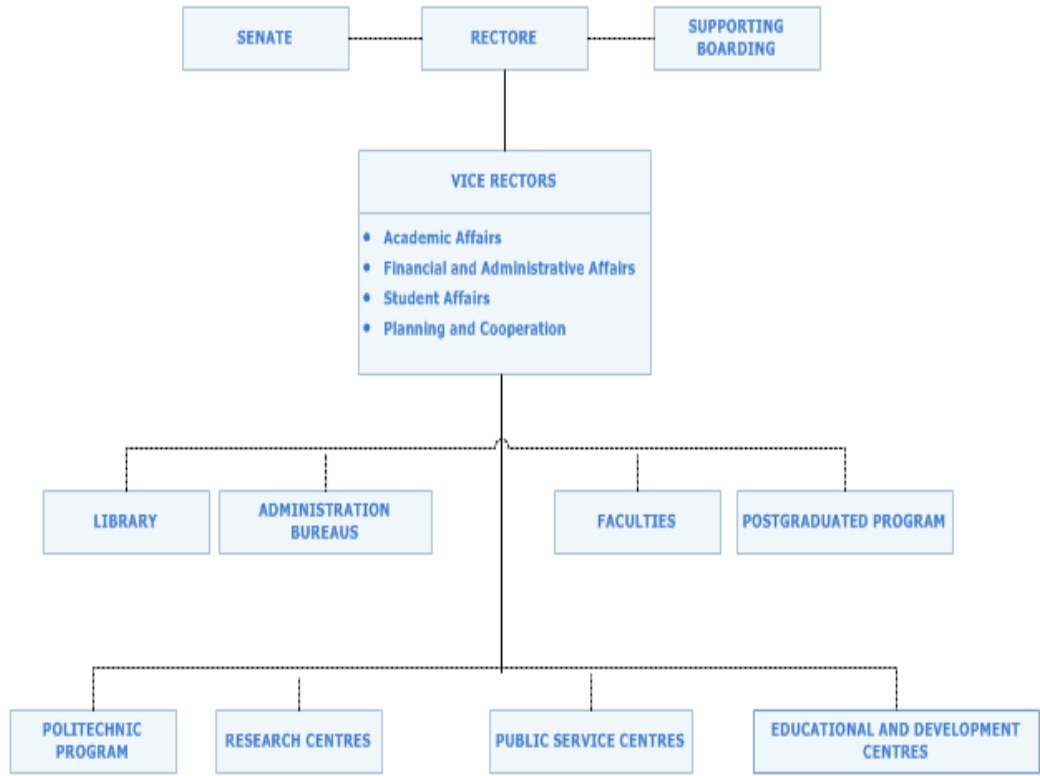 SENATE
RECTORE
SUPPORTING
BOARDING
VICE RECTORS
• Academic Affairs
• Financial and Administrative Affairs
• Student Affairs
• Planning and Cooperation
LIBRARY
ADMINISTRATION
BUREAUS
FACULTIES
POSTGRADUATED PROGRAM
POLITECHNIC
PROGRAM
RESEARCH CENTRES
PUBLIC SERVICE CENTRES
EDUCATIONAL AND DEVELOPMENT
CENTRES